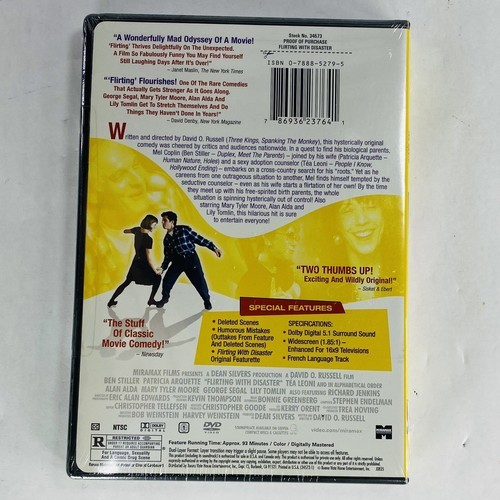 "A Wonderfully Mad Odyssey Of A Movie!
'Flirting' Thrives Delightfully On The Unexpected.
A Film So Fabulously Funny You May Find Yourself
Still Laughing Days After It's Over!"
– Janet Maslin, The New York Times
"'Flirting' Flourishes! One Of The Rare Comedies
That Actually Gets Stronger As It Goes Along.
George Segal, Mary Tyler Moore, Alan Alda And
Lily Tomlin Get To Stretch Themselves And Do
Things They Haven't Done In Years!"
– David Denby, New York Magazine
Stock No. 34673
PROOF OF PURCHASE
FLIRTING WITH DISASTER
ISBN 0-7888-5279-5
7 86936 23764 1
Written and directed by David O. Russell (Three Kings, Spanking The Monkey), this hysterically original
comedy was cheered by critics and audiences nationwide. In a quest to find his biological parents,
Mel Coplin (Ben Stiller – Duplex, Meet The Parents) – joined by his wife (Patricia Arquette –
Human Nature, Holes) and a sexy adoption counselor (Téa Leoni – People I Know,
Hollywood Ending) – embarks on a cross-country search for his "roots." Yet as he
careens from one outrageous situation to another, Mel finds himself tempted by the
seductive counselor – even as his wife starts a flirtation of her own! By the time
they meet up with his free-spirited birth parents, the whole
situation is spinning hysterically out of control! Also
starring Mary Tyler Moore, Alan Alda and
Lily Tomlin, this hilarious hit is sure
to entertain everyone!
"TWO THUMBS UP!
Exciting And Wildly Original!"
– Siskel & Ebert
"The Stuff
Of Classic
Movie Comedy!"
– Newsday
SPECIAL FEATURES
• Deleted Scenes
• Humorous Mistakes
(Outtakes From Feature
And Deleted Scenes)
• Flirting With Disaster
Original Featurette
SPECIFICATIONS:
• Dolby Digital 5.1 Surround Sound
• Widescreen (1.85:1) –
Enhanced For 16x9 Televisions
• French Language Track
MIRAMAX FILMS PRESENTS A DEAN SILVERS PRODUCTION A DAVID O. RUSSELL FILM
BEN STILLER PATRICIA ARQUETTE "FLIRTING WITH DISASTER" TÉA LEONI AND IN ALPHABETICAL ORDER
ALAN ALDA MARY TYLER MOORE GEORGE SEGAL LILY TOMLIN ALSO FEATURING RICHARD JENKINS
ERIC ALAN EDWARDS KEVIN THOMPSON BONNIE GREENBERG STEPHEN ENDELMAN
CHRISTOPHER TELLEFSEN CHRISTOPHER GOODE KERRY ORENT TREA HOVING
BOB WEINSTEIN HARVEY WEINSTEIN DEAN SILVERS DAVID O. RUSSELL
NTSC DOLBY DIGITAL DVD VIDEO
R RESTRICTED
Feature Running Time: Approx. 93 Minutes / Color / Digitally Mastered